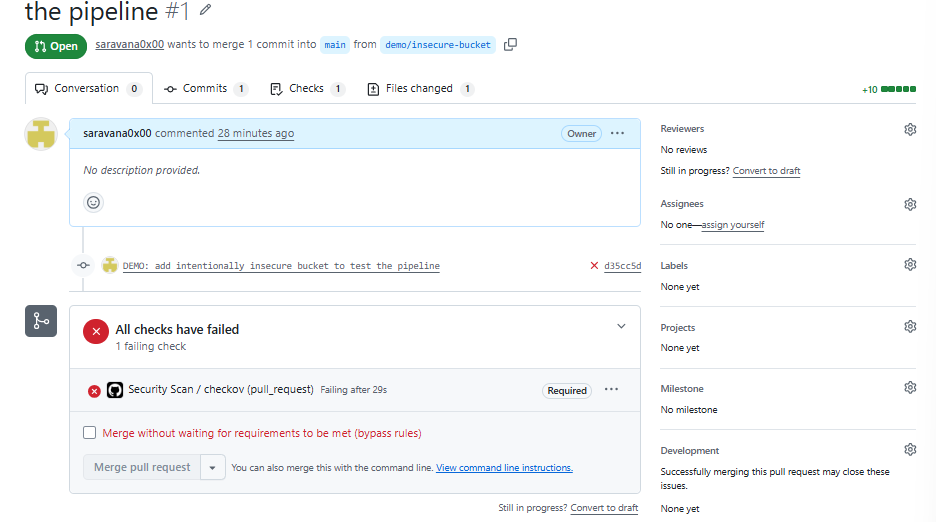 the pipeline #1
Open saravana0x00 wants to merge 1 commit into main from demo/insecure-bucket
Conversation 0 Commits 1 Checks 1 Files changed 1 +10
saravana0x00 commented 28 minutes ago Owner
No description provided.
DEMO: add intentionally insecure bucket to test the pipeline d35cc5d
All checks have failed
1 failing check
Security Scan / checkov (pull_request) Failing after 29s Required
Merge without waiting for requirements to be met (bypass rules)
Merge pull request You can also merge this with the command line. View command line instructions.
Still in progress? Convert to draft
Reviewers
No reviews
Still in progress? Convert to draft
Assignees
No one—assign yourself
Labels
None yet
Projects
None yet
Milestone
No milestone
Development
Successfully merging this pull request may close these
issues.
None yet